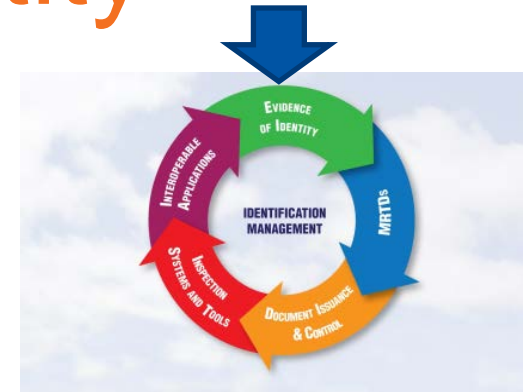 EVIDENCE
OF IDENTITY
MRTDs
DOCUMENT ISSUANCE
& CONTROL
INSPECTION
SYSTEMS AND TOOLS
INTEROPERABLE
APPLICATIONS
IDENTIFICATION
MANAGEMENT